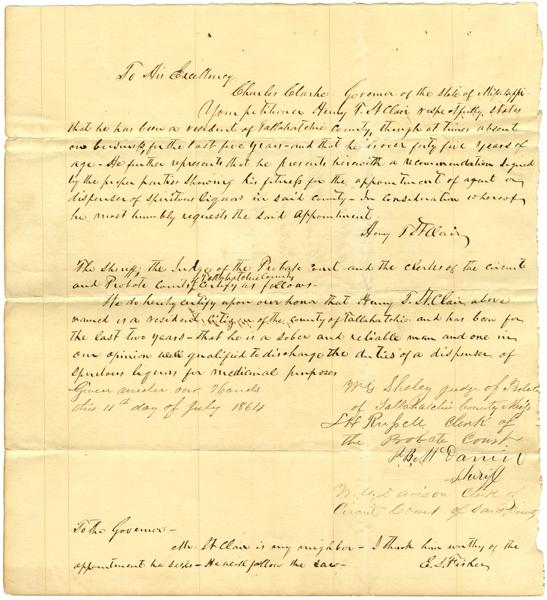 To His Excellency
Charles Clarke Governor of the State of Mississippi
Your petitioner Henry T. St Clair respectfully states
that he has been a resident of Tallahatchie County, though at times absent
on business, for the last five years - and that he is over forty five years of
age - He further represents that he presents herewith a recommendation signed
by the proper parties showing his fitness for the appointment of agent or
dispenser of spiritous liquors in said county - In consideration whereof
he most humbly requests the said appointment
Henry T St Clair
The Sheriff, the Judge of the Probate Court and the clerks of the circuit
and Probate County Tallahatchie County Certify as follows -
We do hereby certify upon our honor that Henry T. St. Clair above
named is a resident citizen of the county of Tallahatchie and has been for
the last two years - that he is a sober and reliable man and one in
our opinion well qualified to discharge the duties of a dispenser of
spiritous liquors for medicinal purposes
Given under our Hands
this 11th day of July 1864
Sheley judge of Probate
of Tallahatchie County Miss
S H Russell Clerk of
the Probate Court
McDaniel
Sheriff
Clerk
Circuit Court of Said County
To the Governor -
Mr. St Clair is my neighbor - I think him worthy of the
appointment he seeks - He will follow the law -
E. S. Fisher